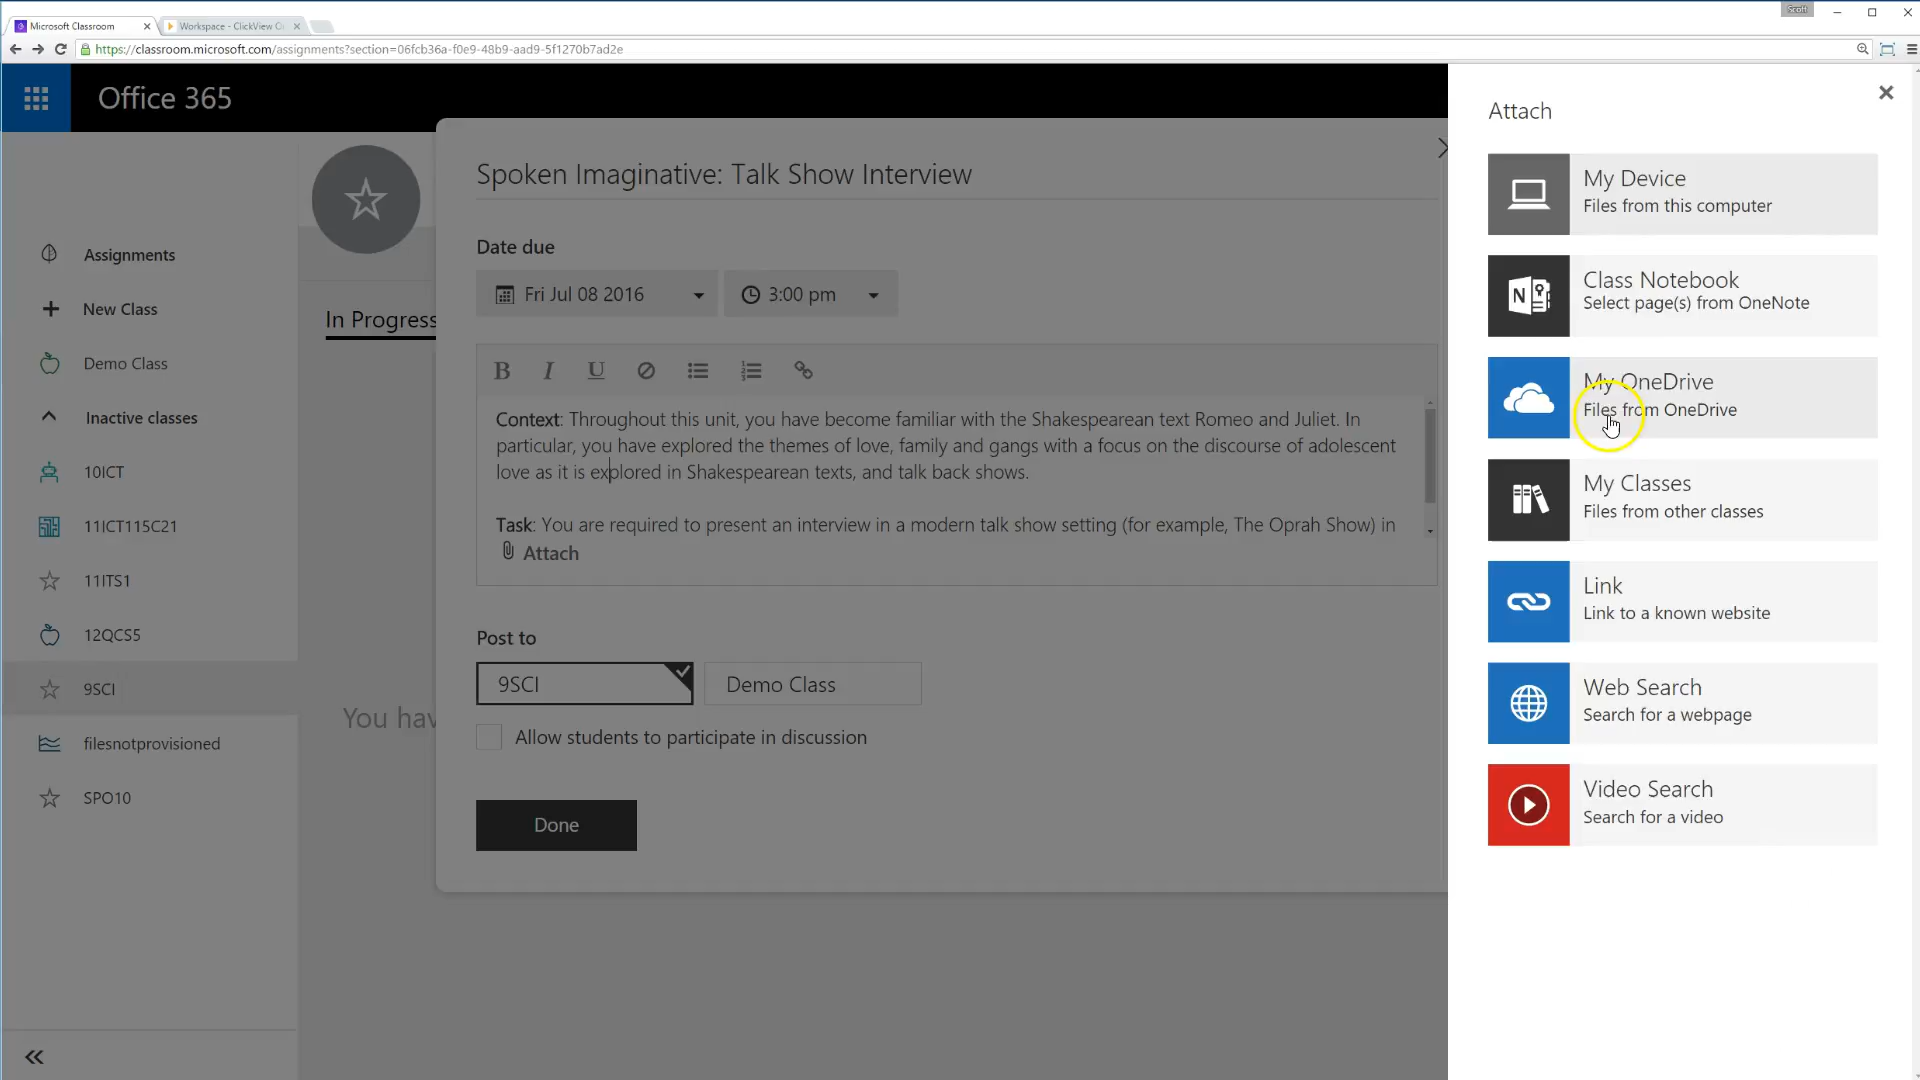 Scott
Microsoft Classroom
Workspace - ClickView
https://classroom.microsoft.com/assignments?section=06fcb36a-f0e9-48b9-aad9-5f1270b7ad2e
Office 365
Assignments
New Class
Demo Class
Inactive classes
10ICT
11ICT115C21
11ITS1
12QCS5
9SCI
filesnotprovisioned
SPO10
In Progress
You hav
Spoken Imaginative: Talk Show Interview
Date due
Fri Jul 08 2016
3:00 pm
B I U
Context: Throughout this unit, you have become familiar with the Shakespearean text Romeo and Juliet. In
particular, you have explored the themes of love, family and gangs with a focus on the discourse of adolescent
love as it is explored in Shakespearean texts, and talk back shows.
Task: You are required to present an interview in a modern talk show setting (for example, The Oprah Show) in
Attach
Post to
9SCI
Demo Class
Allow students to participate in discussion
Done
Attach
My Device
Files from this computer
N
Class Notebook
Select page(s) from OneNote
My OneDrive
Files from OneDrive
My Classes
Files from other classes
Link
Link to a known website
Web Search
Search for a webpage
Video Search
Search for a video